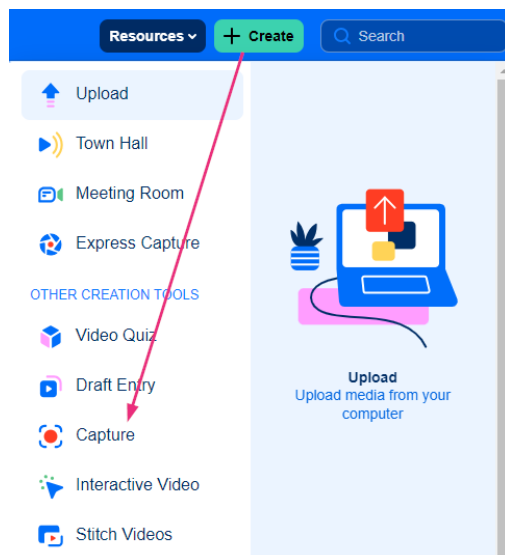 Resources
+ Create
Search
Upload
Town Hall
Meeting Room
Express Capture
OTHER CREATION TOOLS
Video Quiz
Draft Entry
Capture
Interactive Video
Stitch Videos
Upload
Upload media from your
computer